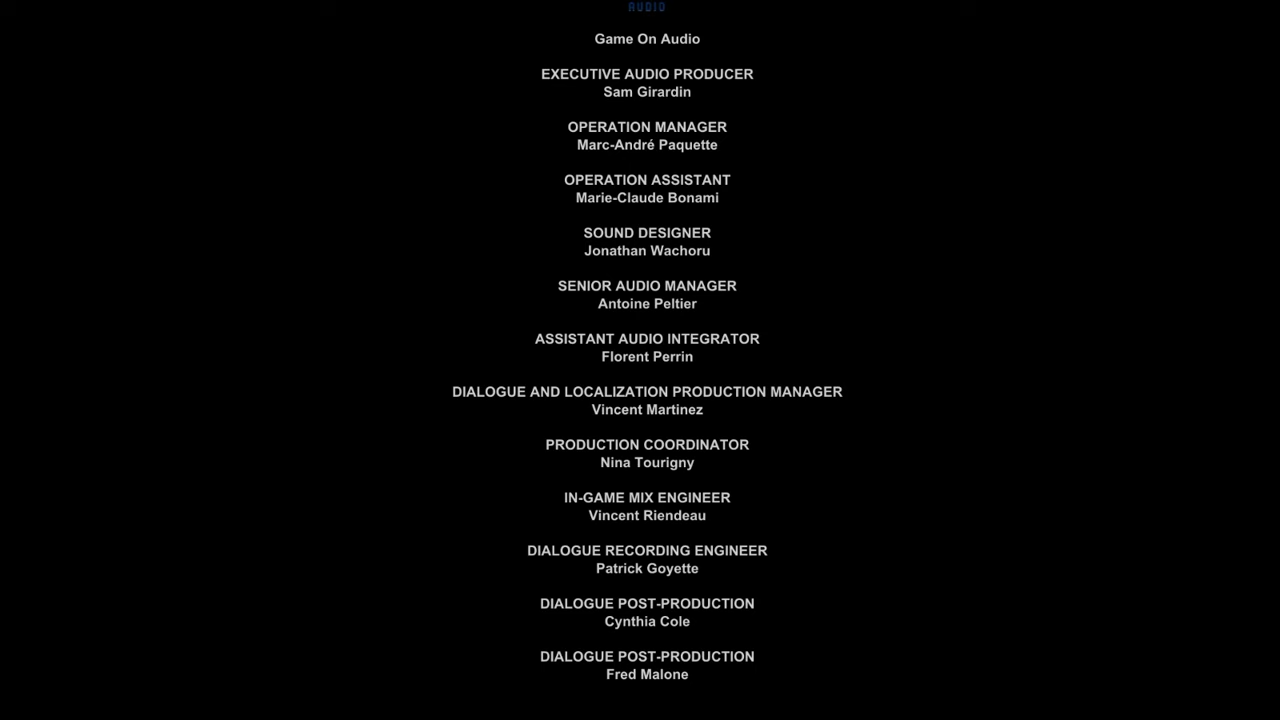 AUDIO
Game On Audio
EXECUTIVE AUDIO PRODUCER
Sam Girardin
OPERATION MANAGER
Marc-André Paquette
OPERATION ASSISTANT
Marie-Claude Bonami
SOUND DESIGNER
Jonathan Wachoru
SENIOR AUDIO MANAGER
Antoine Peltier
ASSISTANT AUDIO INTEGRATOR
Florent Perrin
DIALOGUE AND LOCALIZATION PRODUCTION MANAGER
Vincent Martinez
PRODUCTION COORDINATOR
Nina Tourigny
IN-GAME MIX ENGINEER
Vincent Riendeau
DIALOGUE RECORDING ENGINEER
Patrick Goyette
DIALOGUE POST-PRODUCTION
Cynthia Cole
DIALOGUE POST-PRODUCTION
Fred Malone